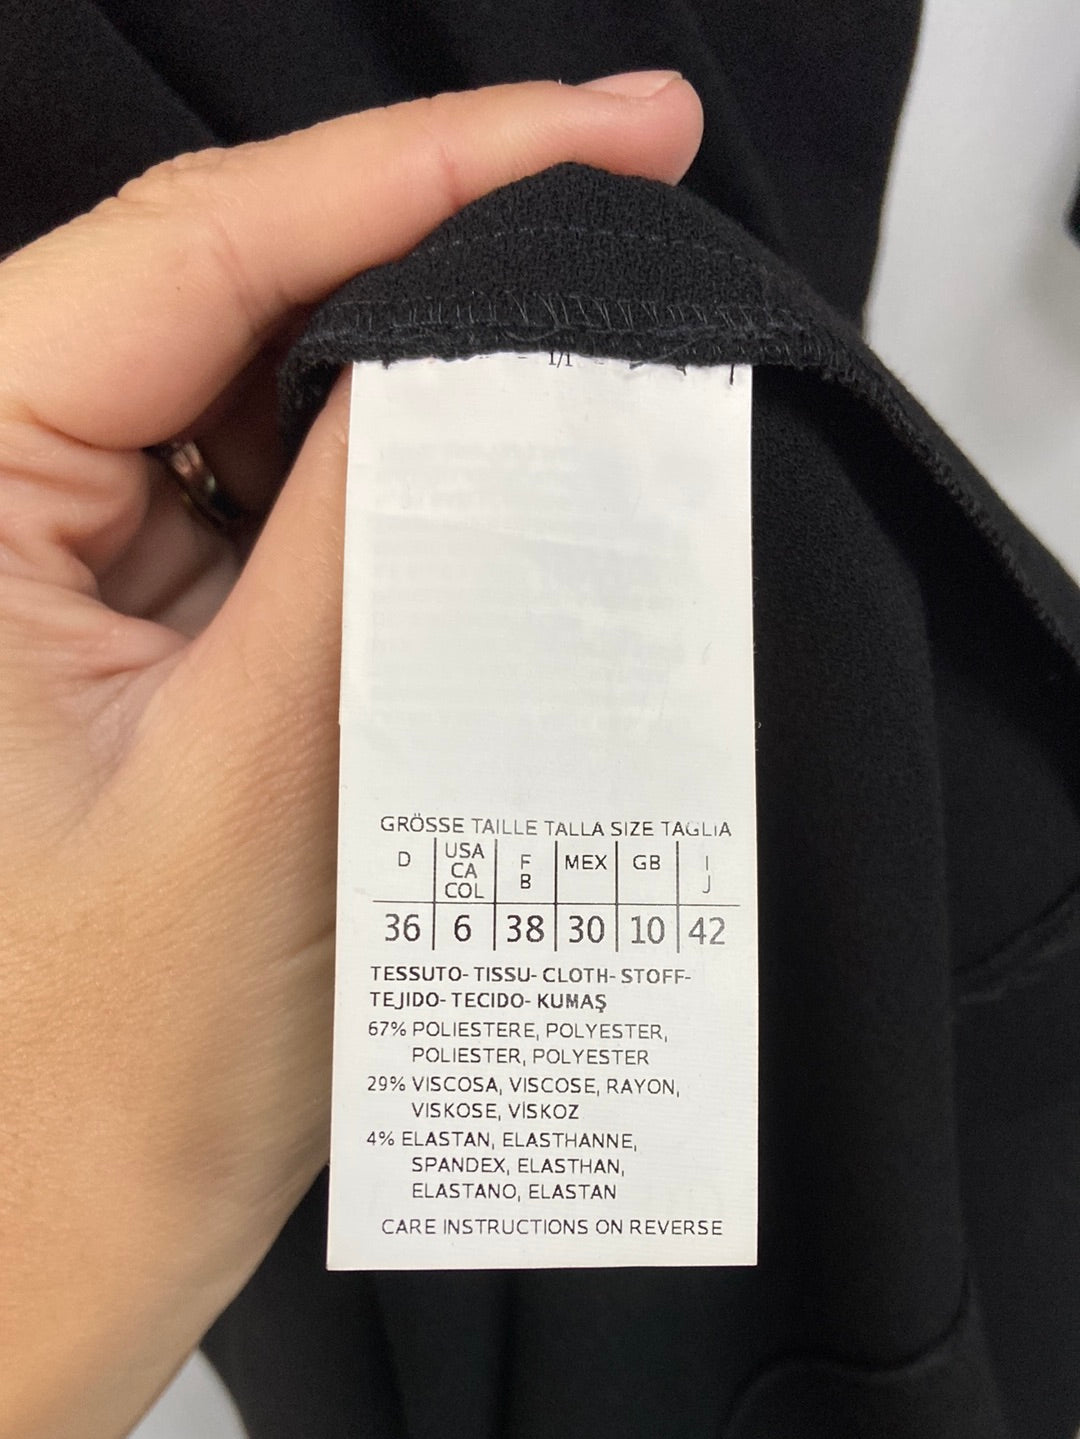 1/1
GRÖSSE TAILLE TALLA SIZE TAGLIA
D USA CA COL F B MEX GB I J
36 6 38 30 10 42
TESSUTO- TISSU- CLOTH- STOFF-
TEJIDO- TECIDO- KUMAŞ
67% POLIESTERE, POLYESTER,
POLIESTER, POLYESTER
29% VISCOSA, VISCOSE, RAYON,
VISKOSE, VİSKOZ
4% ELASTAN, ELASTHANNE,
SPANDEX, ELASTHAN,
ELASTANO, ELASTAN
CARE INSTRUCTIONS ON REVERSE